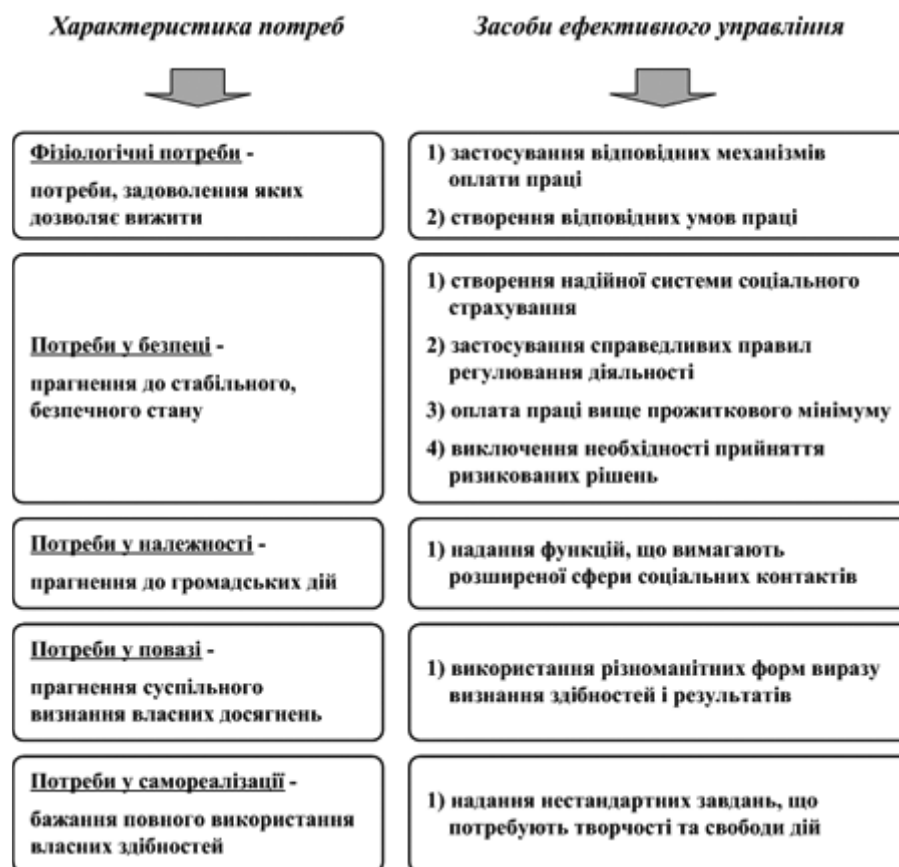 Характеристика потреб
Засоби ефективного управління
Фізіологічні потреби -
потреби, задоволення яких
дозволяє вижити
1) застосування відповідних механізмів
оплати праці
2) створення відповідних умов праці
Потреби у безпеці -
прагнення до стабільного,
безпечного стану
1) створення надійної системи соціального
страхування
2) застосування справедливих правил
регулювання діяльності
3) оплата праці вище прожиткового мінімуму
4) виключення необхідності прийняття
ризикованих рішень
Потреби у належності -
прагнення до громадських дій
1) надання функцій, що вимагають
розширеної сфери соціальних контактів
Потреби у повазі -
прагнення суспільного
визнання власних досягнень
1) використання різноманітних форм виразу
визнання здібностей і результатів
Потреби у самореалізації -
бажання повного використання
власних здібностей
1) надання нестандартних завдань, що
потребують творчості та свободи дій